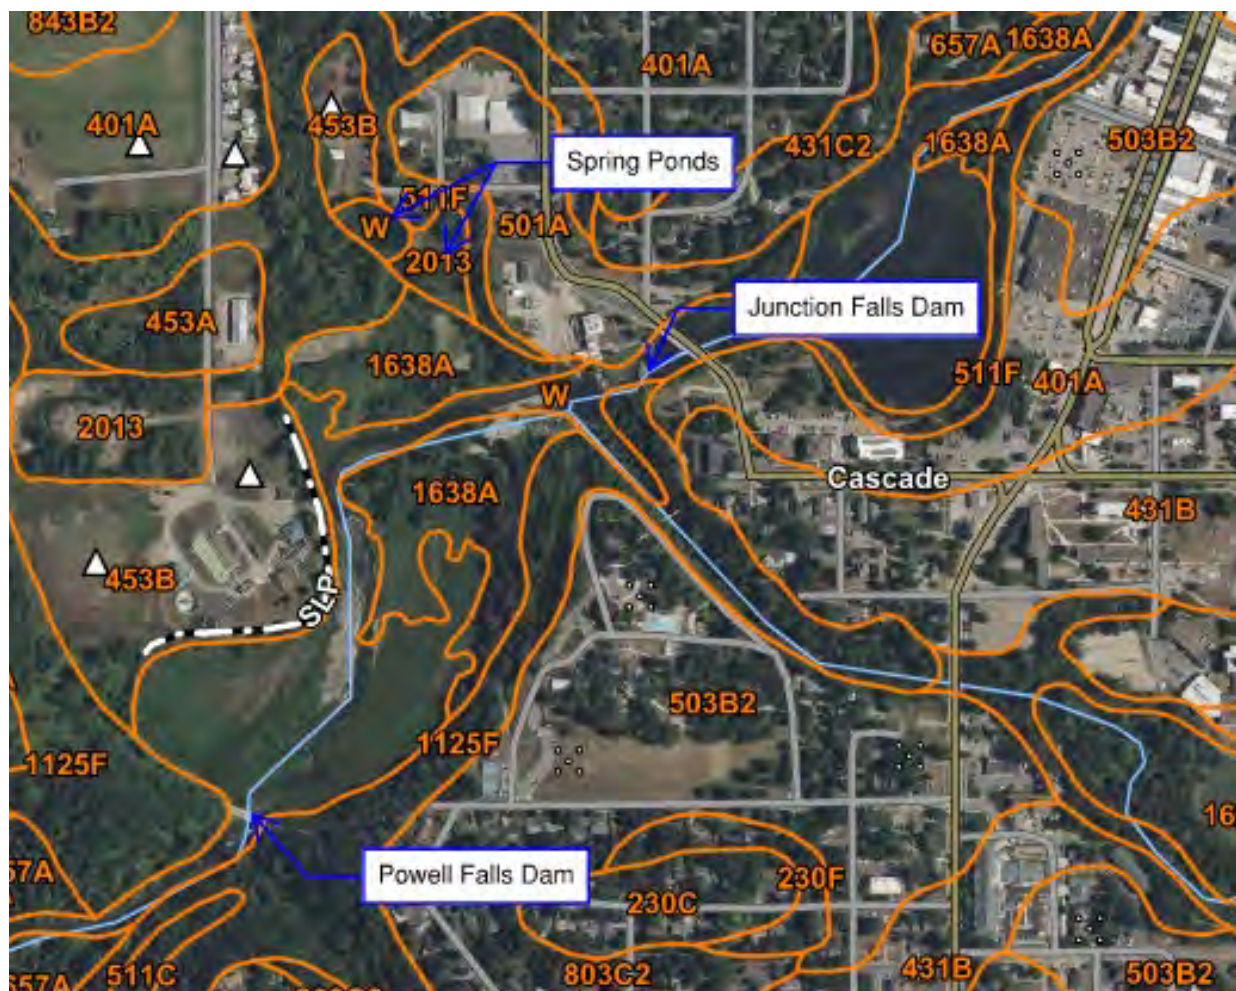 843B2
657A
1638A
401A
401A
453B
431C2
1638A
503B2
Spring Ponds
511F
W
501A
2013
453A
Junction Falls Dam
1638A
511F
401A
W
2013
1638A
Cascade
431B
453B
SLP
503B2
1125F
1125F
Powell Falls Dam
230F
230C
511C
803C2
431B
503B2